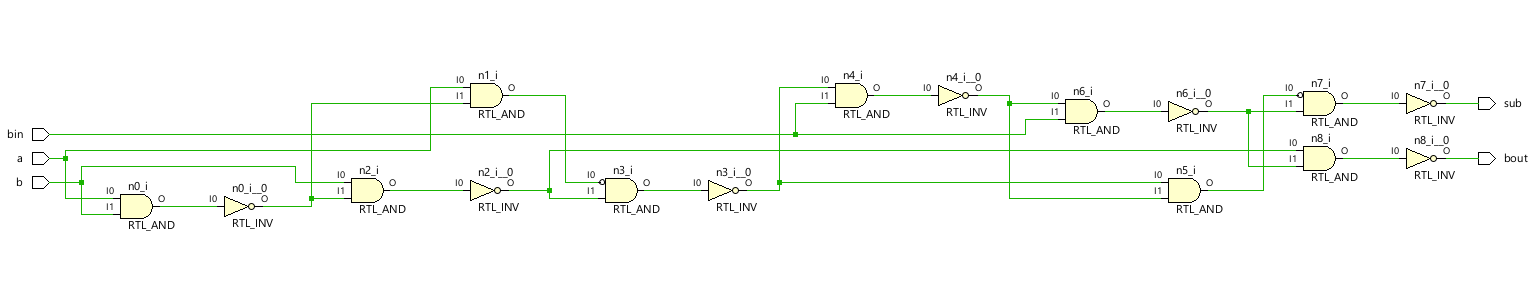 bin
a
b
n0_i
I0
I1
O
RTL_AND
n0_i__0
I0
O
RTL_INV
n1_i
I0
I1
O
RTL_AND
n2_i
I0
I1
O
RTL_AND
n2_i__0
I0
O
RTL_INV
n3_i
I0
I1
O
RTL_AND
n3_i__0
I0
O
RTL_INV
n4_i
I0
I1
O
RTL_AND
n4_i__0
I0
O
RTL_INV
n6_i
I0
I1
O
RTL_AND
n6_i__0
I0
O
RTL_INV
n5_i
I0
I1
O
RTL_AND
n7_i
I0
I1
O
RTL_AND
n7_i__0
I0
O
RTL_INV
sub
n8_i
I0
I1
O
RTL_AND
n8_i__0
I0
O
RTL_INV
bout